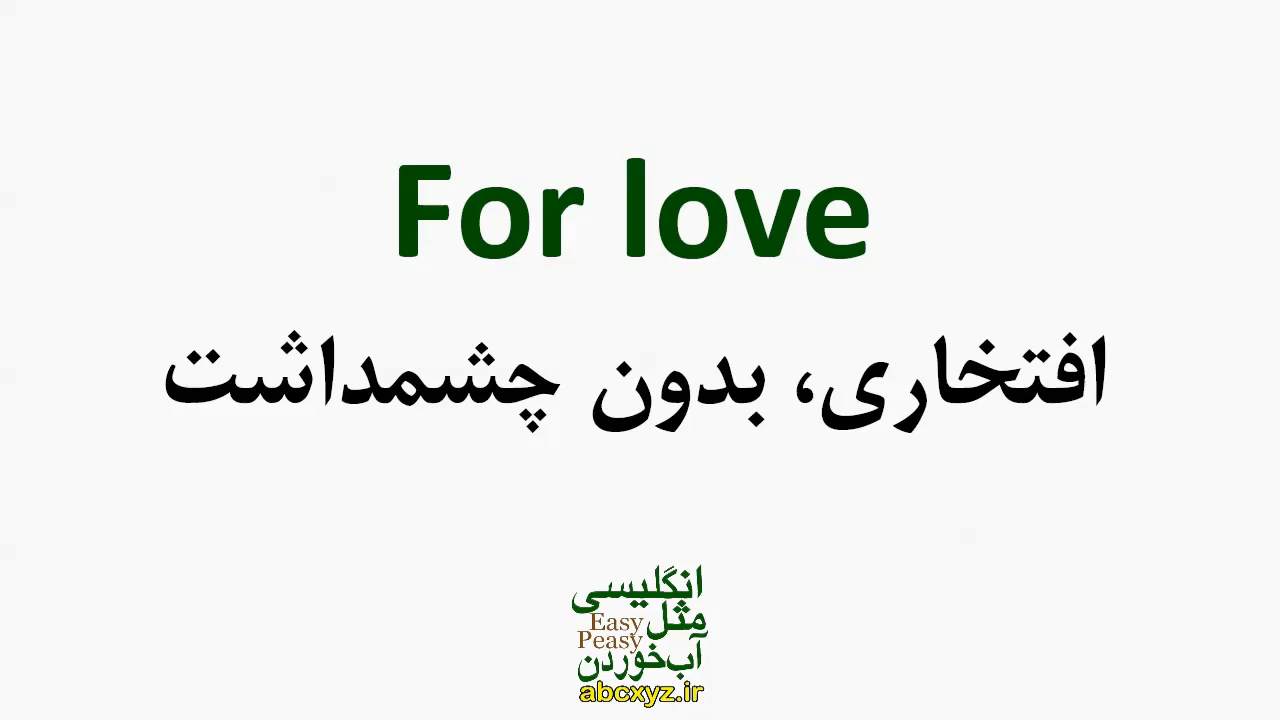 For love
افتخاری، بدون چشمداشت
انگلیسی
مثل Easy
Peasy
آب‌خوردن
abcxyz.ir